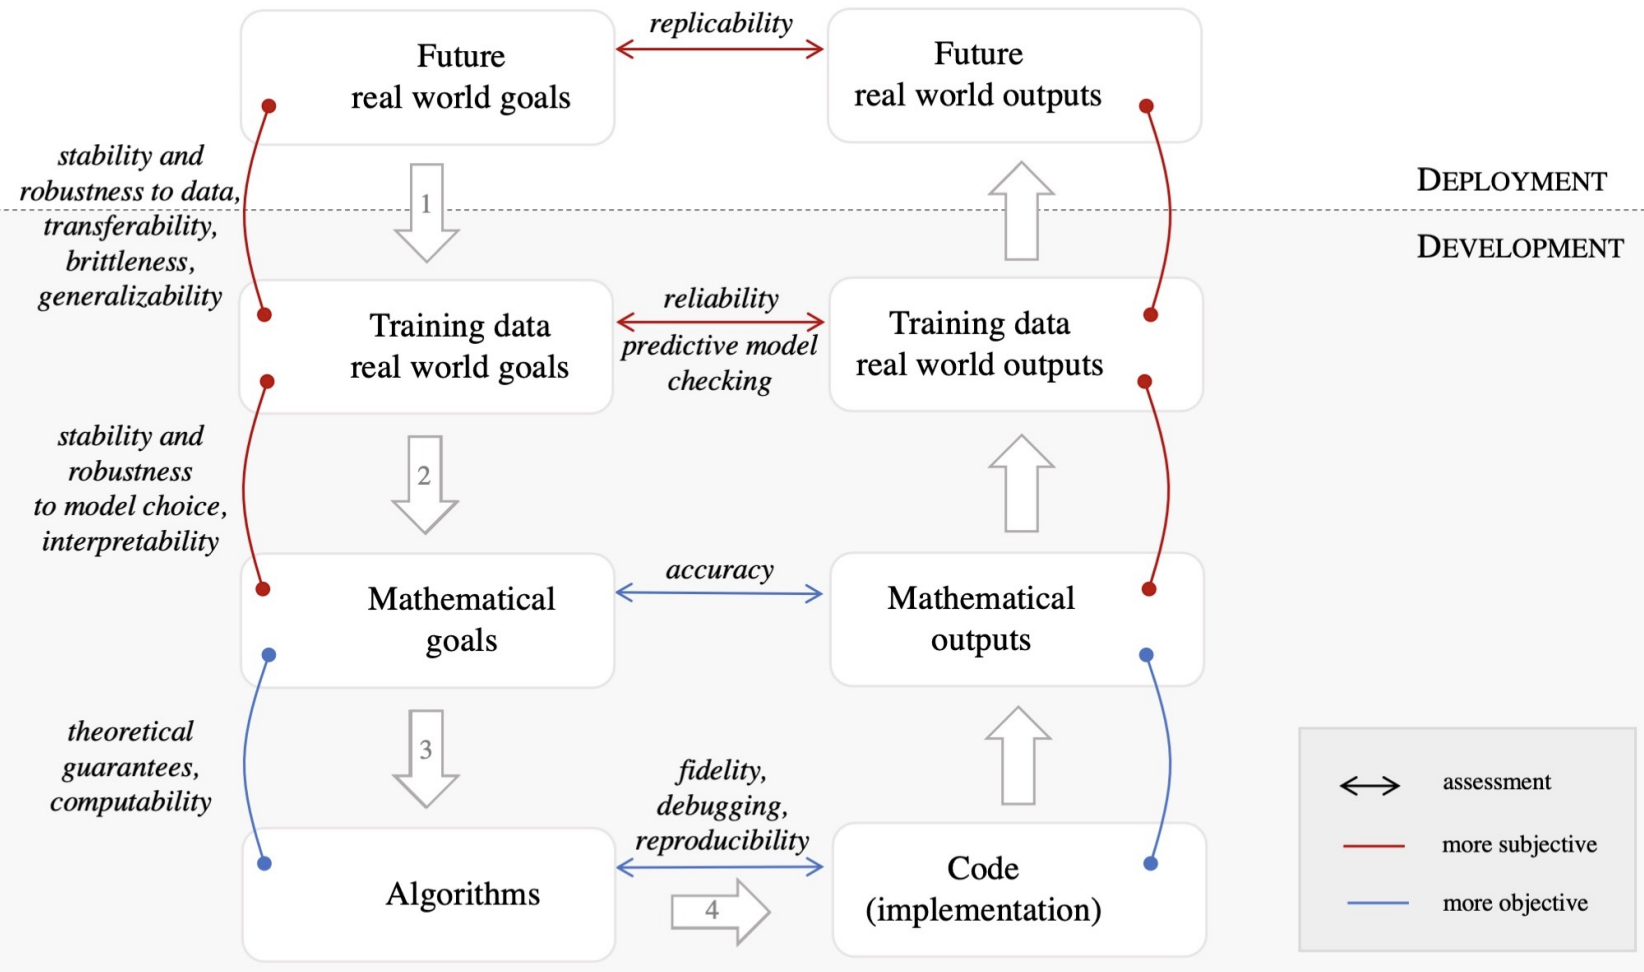 replicability
Future
real world goals
Future
real world outputs
stability and
robustness to data,
transferability,
brittleness,
generalizability
1
DEPLOYMENT
DEVELOPMENT
Training data
real world goals
reliability
predictive model
checking
Training data
real world outputs
stability and
robustness
to model choice,
interpretability
2
Mathematical
goals
accuracy
Mathematical
outputs
theoretical
guarantees,
computability
3
fidelity,
debugging,
reproducibility
Algorithms
4
Code
(implementation)
assessment
more subjective
more objective